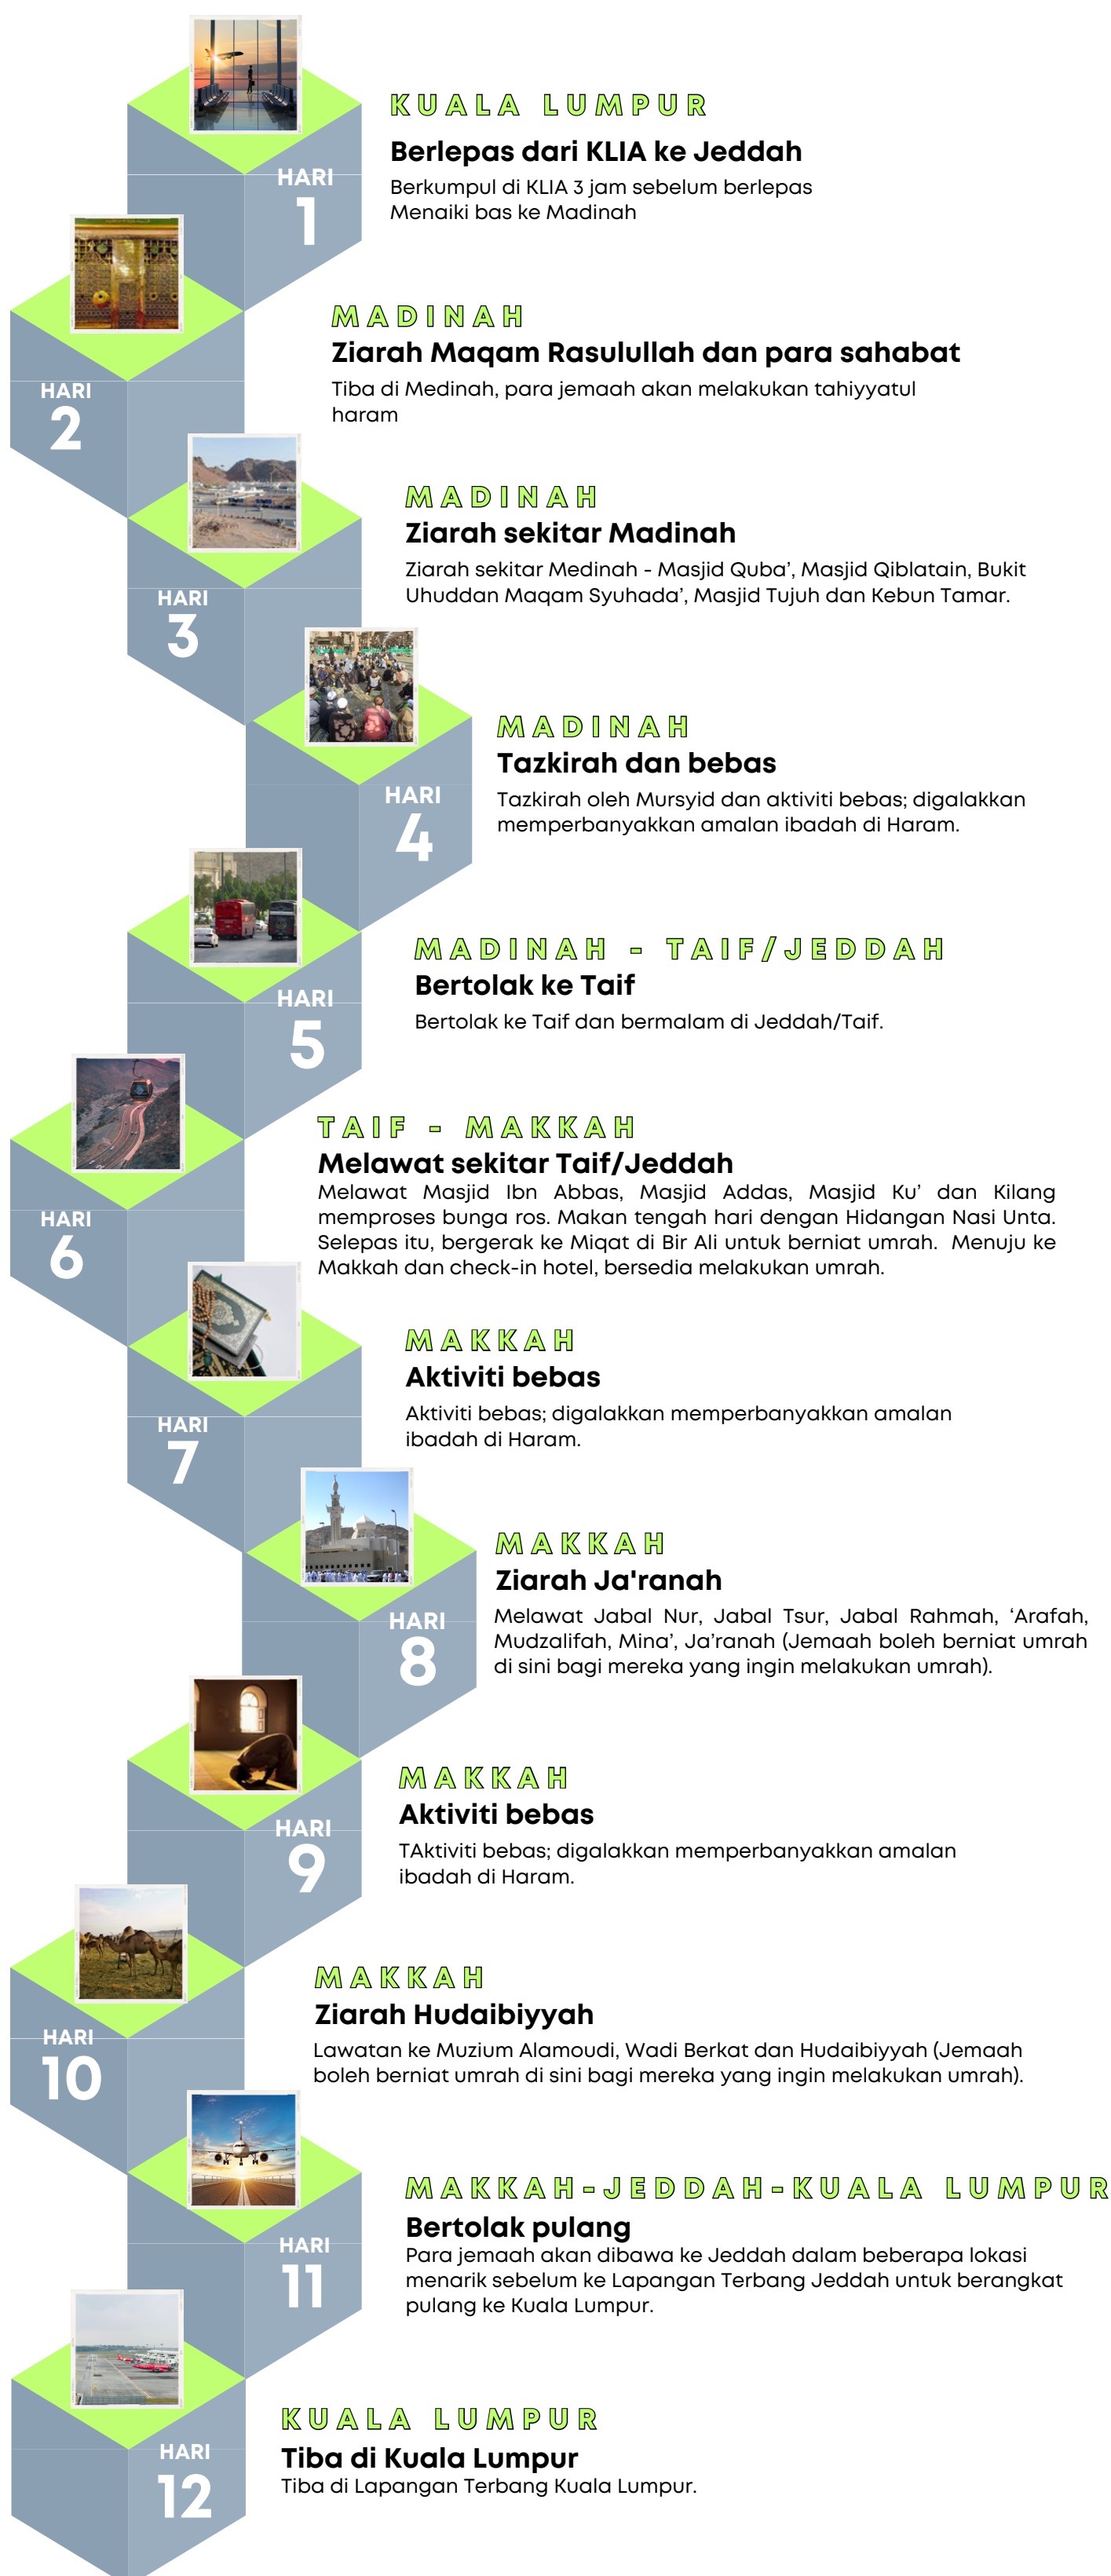 KUALA LUMPUR
Berlepas dari KLIA ke Jeddah
Berkumpul di KLIA 3 jam sebelum berlepas
Menaiki bas ke Madinah
HARI
1
MADINAH
Ziarah Maqam Rasulullah dan para sahabat
Tiba di Medinah, para jemaah akan melakukan tahiyyatul
haram
HARI
2
MADINAH
Ziarah sekitar Madinah
Ziarah sekitar Medinah - Masjid Quba’, Masjid Qiblatain, Bukit
Uhuddan Maqam Syuhada’, Masjid Tujuh dan Kebun Tamar.
HARI
3
MADINAH
Tazkirah dan bebas
Tazkirah oleh Mursyid dan aktiviti bebas; digalakkan
memperbanyakkan amalan ibadah di Haram.
HARI
4
MADINAH - TAIF/JEDDAH
Bertolak ke Taif
Bertolak ke Taif dan bermalam di Jeddah/Taif.
HARI
5
TAIF - MAKKAH
Melawat sekitar Taif/Jeddah
Melawat Masjid Ibn Abbas, Masjid Addas, Masjid Ku’ dan Kilang
memproses bunga ros. Makan tengah hari dengan Hidangan Nasi Unta.
Selepas itu, bergerak ke Miqat di Bir Ali untuk berniat umrah. Menuju ke
Makkah dan check-in hotel, bersedia melakukan umrah.
HARI
6
MAKKAH
Aktiviti bebas
Aktiviti bebas; digalakkan memperbanyakkan amalan
ibadah di Haram.
HARI
7
MAKKAH
Ziarah Ja'ranah
Melawat Jabal Nur, Jabal Tsur, Jabal Rahmah, ‘Arafah,
Mudzalifah, Mina’, Ja’ranah (Jemaah boleh berniat umrah
di sini bagi mereka yang ingin melakukan umrah).
HARI
8
MAKKAH
Aktiviti bebas
TAktiviti bebas; digalakkan memperbanyakkan amalan
ibadah di Haram.
HARI
9
MAKKAH
Ziarah Hudaibiyyah
Lawatan ke Muzium Alamoudi, Wadi Berkat dan Hudaibiyyah (Jemaah
boleh berniat umrah di sini bagi mereka yang ingin melakukan umrah).
HARI
10
MAKKAH-JEDDAH-KUALA LUMPUR
Bertolak pulang
Para jemaah akan dibawa ke Jeddah dalam beberapa lokasi
menarik sebelum ke Lapangan Terbang Jeddah untuk berangkat
pulang ke Kuala Lumpur.
HARI
11
KUALA LUMPUR
Tiba di Kuala Lumpur
Tiba di Lapangan Terbang Kuala Lumpur.
HARI
12